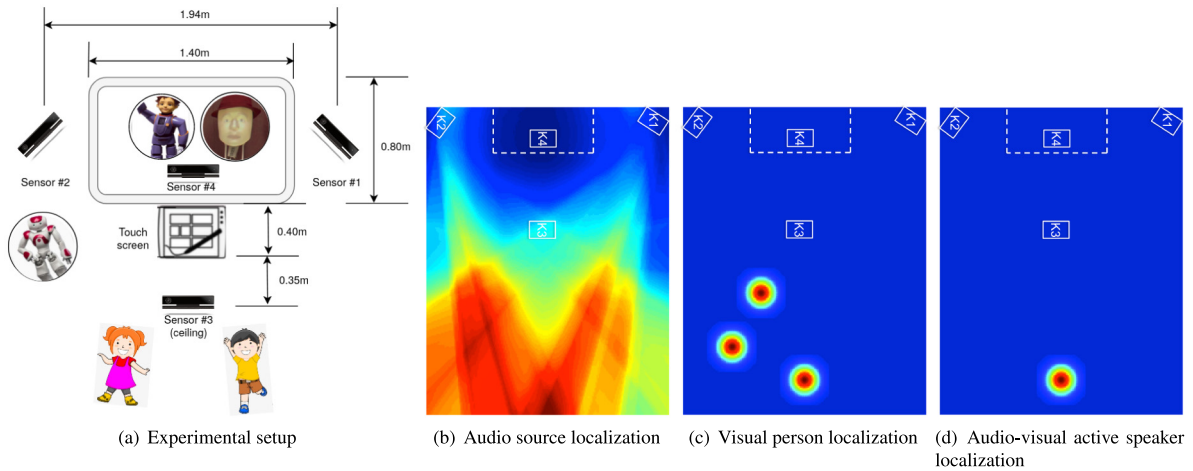 1.94m
1.40m
0.80m
Sensor #2
Sensor #4
Sensor #1
Touch
screen
0.40m
0.35m
Sensor #3
(ceiling)
(a) Experimental setup
K2
K4
K1
K3
(b) Audio source localization
K2
K4
K1
K3
(c) Visual person localization
K2
K4
K1
K3
(d) Audio-visual active speaker
localization